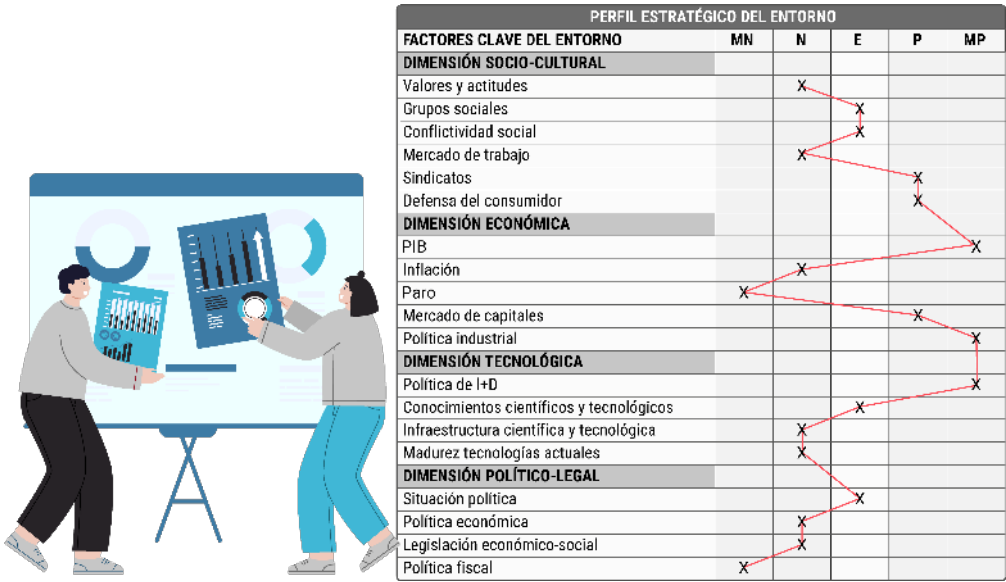 PERFIL ESTRATÉGICO DEL ENTORNO
FACTORES CLAVE DEL ENTORNO MN N E P MP
DIMENSIÓN SOCIO-CULTURAL
Valores y actitudes X
Grupos sociales X
Conflictividad social X
Mercado de trabajo X
Sindicatos X
Defensa del consumidor X
DIMENSIÓN ECONÓMICA
PIB X
Inflación X
Paro X
Mercado de capitales X
Política industrial X
DIMENSIÓN TECNOLÓGICA
Política de I+D X
Conocimientos científicos y tecnológicos X
Infraestructura científica y tecnológica X
Madurez tecnologías actuales X
DIMENSIÓN POLÍTICO-LEGAL
Situación política X
Política económica X
Legislación económico-social X
Política fiscal X